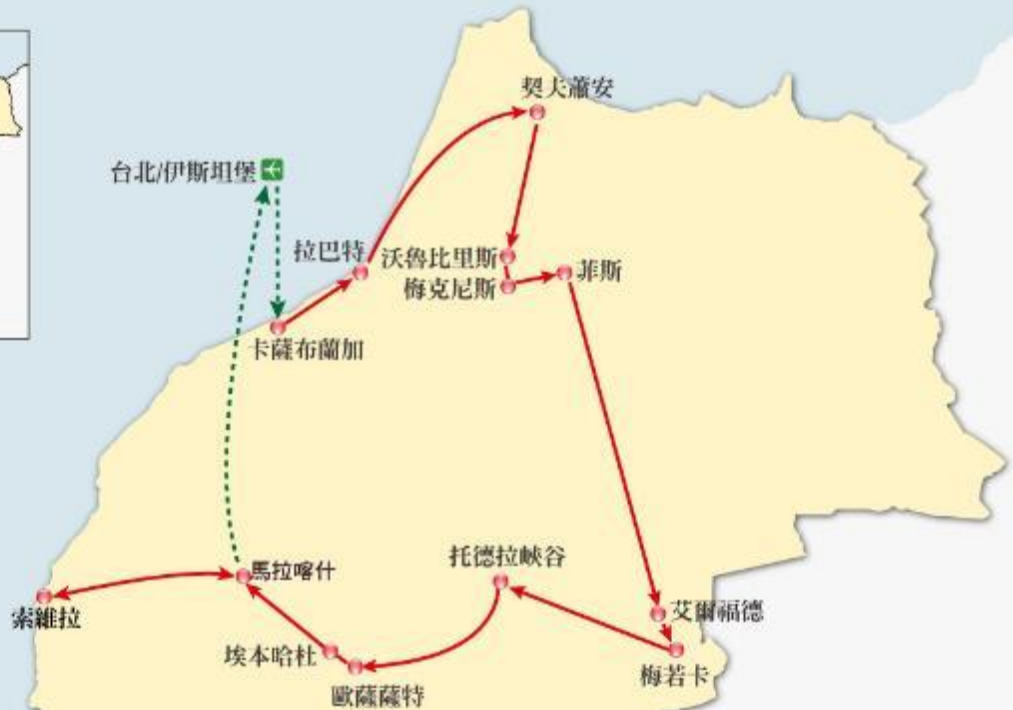 契夫蕭安
台北/伊斯坦堡
拉巴特
沃魯比里斯
梅克尼斯
菲斯
卡薩布蘭加
托德拉峽谷
馬拉喀什
索維拉
艾爾福德
埃本哈杜
梅若卡
歐薩薩特